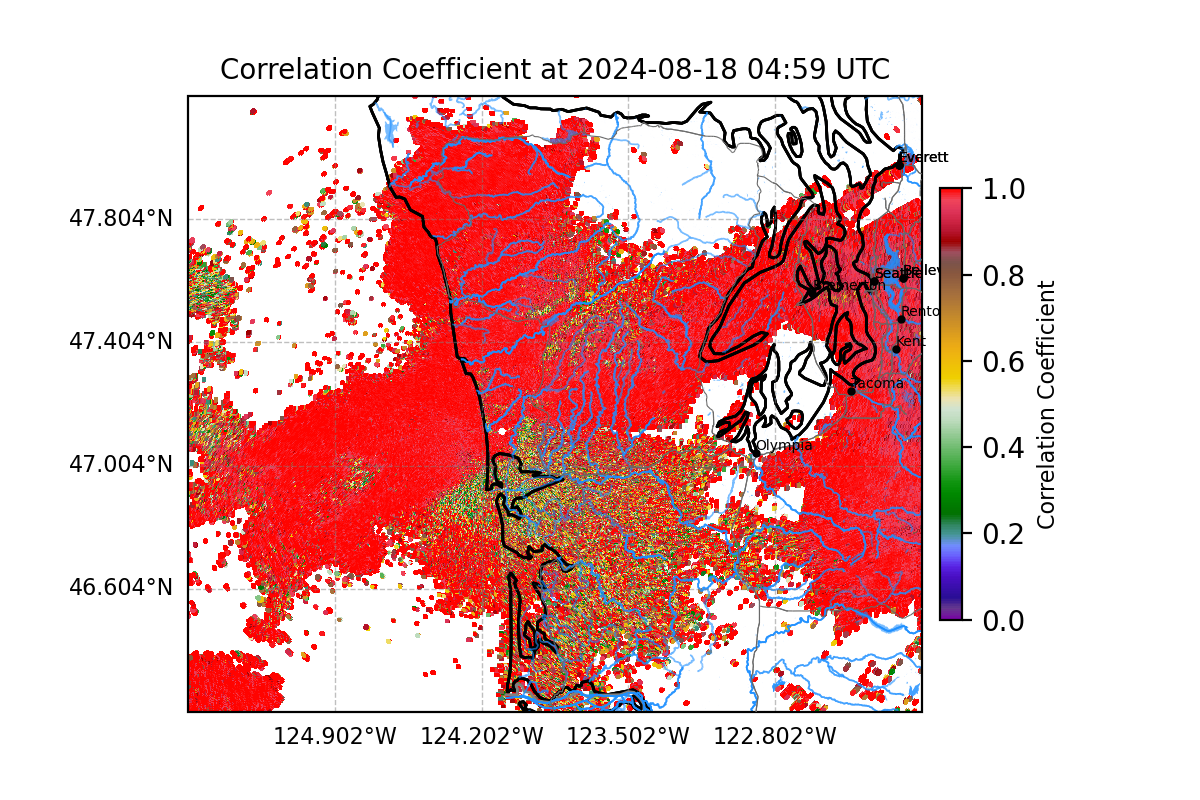 Correlation Coefficient at 2024-08-18 04:59 UTC
Everett
47.804°N
1.0
Seattle
Bellev
Bremerton
0.8
Rento
47.404°N
Kent
0.6
Tacoma
Olympia
47.004°N
0.4
46.604°N
0.2
0.0
Correlation Coefficient
124.902°W
124.202°W
123.502°W
122.802°W